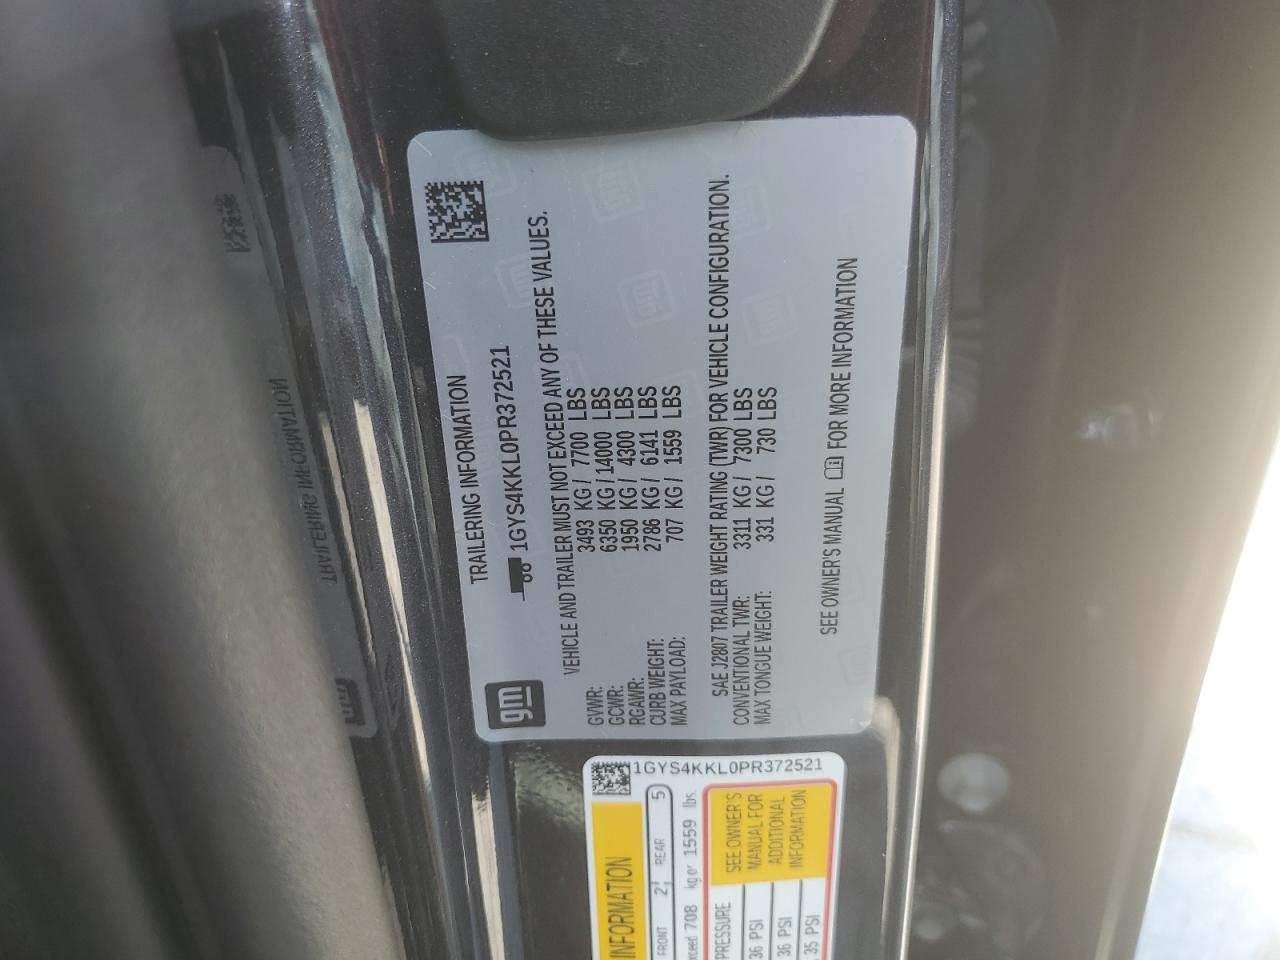 TRAILERING INFORMATION
1GYS4KKL0PR372521
gm
VEHICLE AND TRAILER MUST NOT EXCEED ANY OF THESE VALUES.
GVWR: 3493 KG / 7700 LBS
GCWR: 6350 KG / 14000 LBS
RGAWR: 1950 KG / 4300 LBS
CURB WEIGHT: 2786 KG / 6141 LBS
MAX PAYLOAD: 707 KG / 1559 LBS
SAE J2807 TRAILER WEIGHT RATING (TWR) FOR VEHICLE CONFIGURATION.
CONVENTIONAL TWR: 3311 KG / 7300 LBS
MAX TONGUE WEIGHT: 331 KG / 730 LBS
SEE OWNER'S MANUAL FOR MORE INFORMATION
1GYS4KKL0PR372521
INFORMATION
FRONT 2 REAR 5
xceed 708 kg or 1559 lbs.
PRESSURE
36 PSI
36 PSI
35 PSI
SEE OWNER'S
MANUAL FOR
ADDITIONAL
INFORMATION
TRAILERING INFORMATION
gm